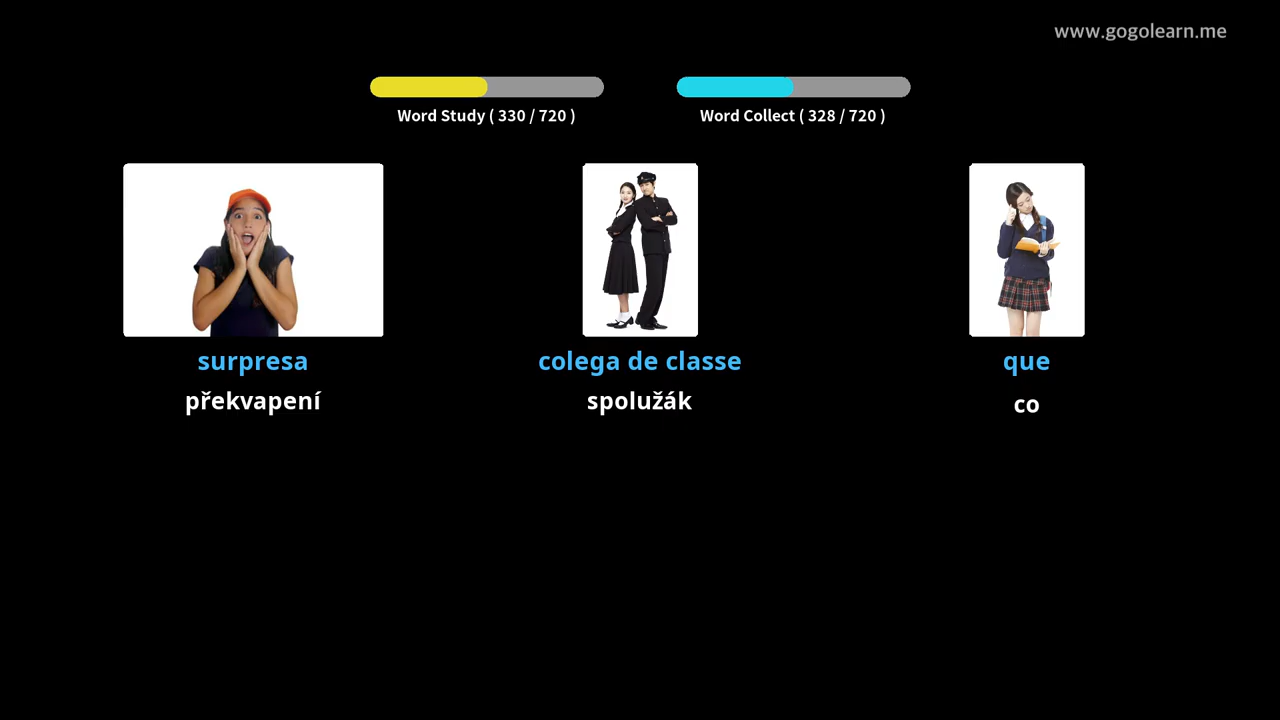 www.gogolearn.me
Word Study ( 330 / 720 )
Word Collect ( 328 / 720 )
surpresa
překvapení
colega de classe
spolužák
que
co